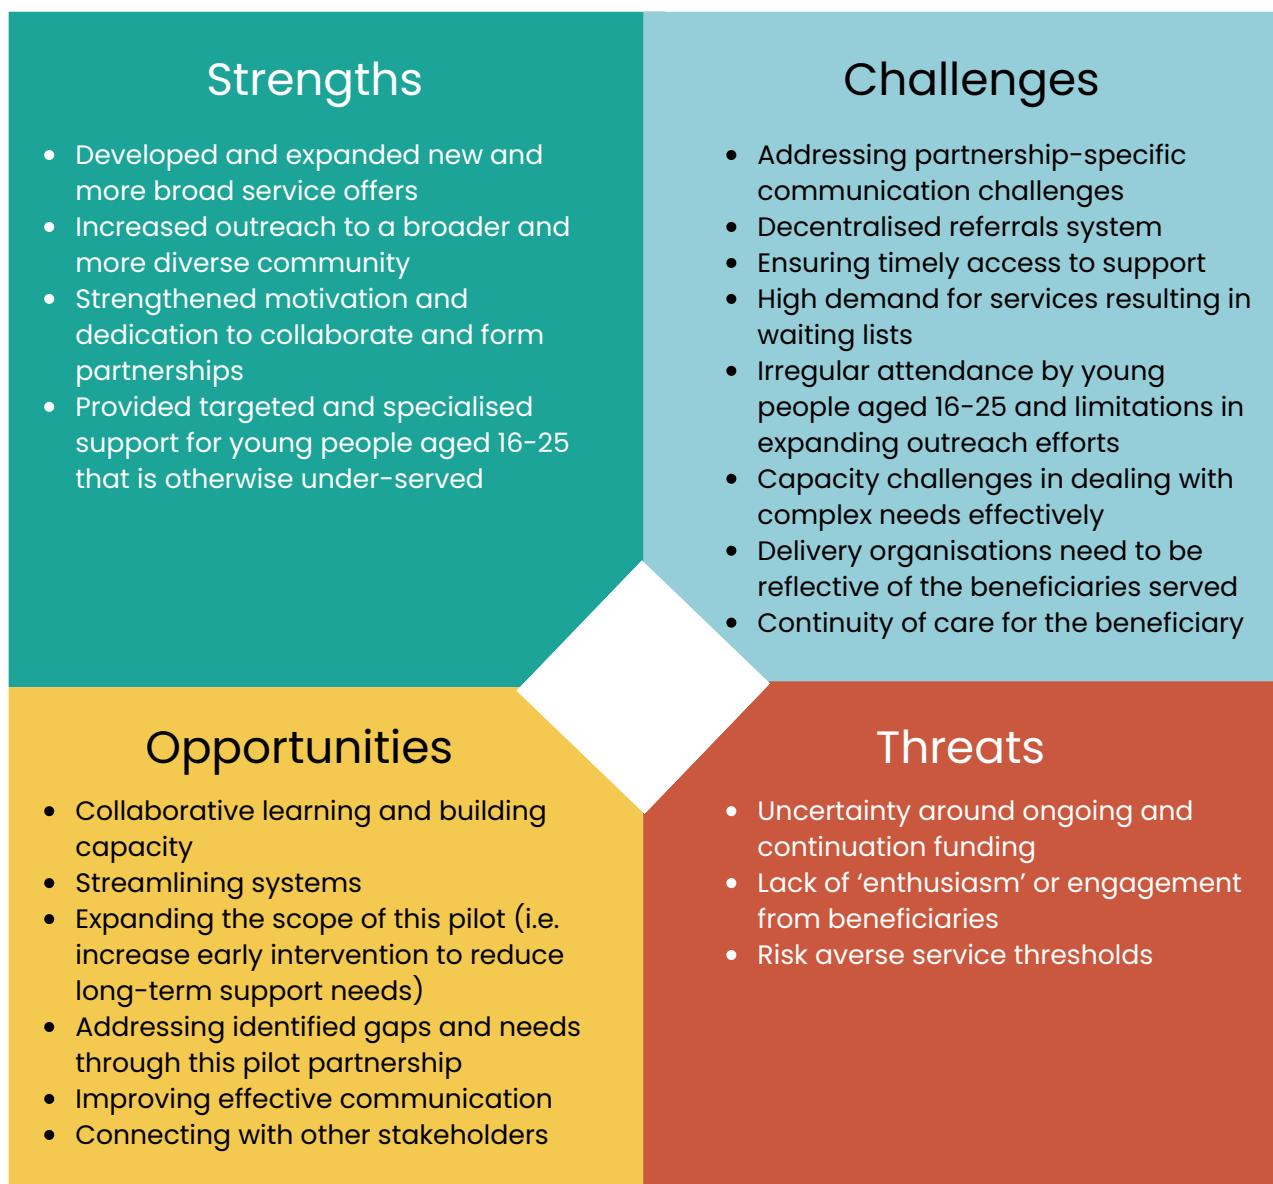 Strengths
• Developed and expanded new and
more broad service offers
• Increased outreach to a broader and
more diverse community
• Strengthened motivation and
dedication to collaborate and form
partnerships
• Provided targeted and specialised
support for young people aged 16-25
that is otherwise under-served
Challenges
• Addressing partnership-specific
communication challenges
• Decentralised referrals system
• Ensuring timely access to support
• High demand for services resulting in
waiting lists
• Irregular attendance by young
people aged 16-25 and limitations in
expanding outreach efforts
• Capacity challenges in dealing with
complex needs effectively
• Delivery organisations need to be
reflective of the beneficiaries served
• Continuity of care for the beneficiary
Opportunities
• Collaborative learning and building
capacity
• Streamlining systems
• Expanding the scope of this pilot (i.e.
increase early intervention to reduce
long-term support needs)
• Addressing identified gaps and needs
through this pilot partnership
• Improving effective communication
• Connecting with other stakeholders
Threats
• Uncertainty around ongoing and
continuation funding
• Lack of ‘enthusiasm’ or engagement
from beneficiaries
• Risk averse service thresholds